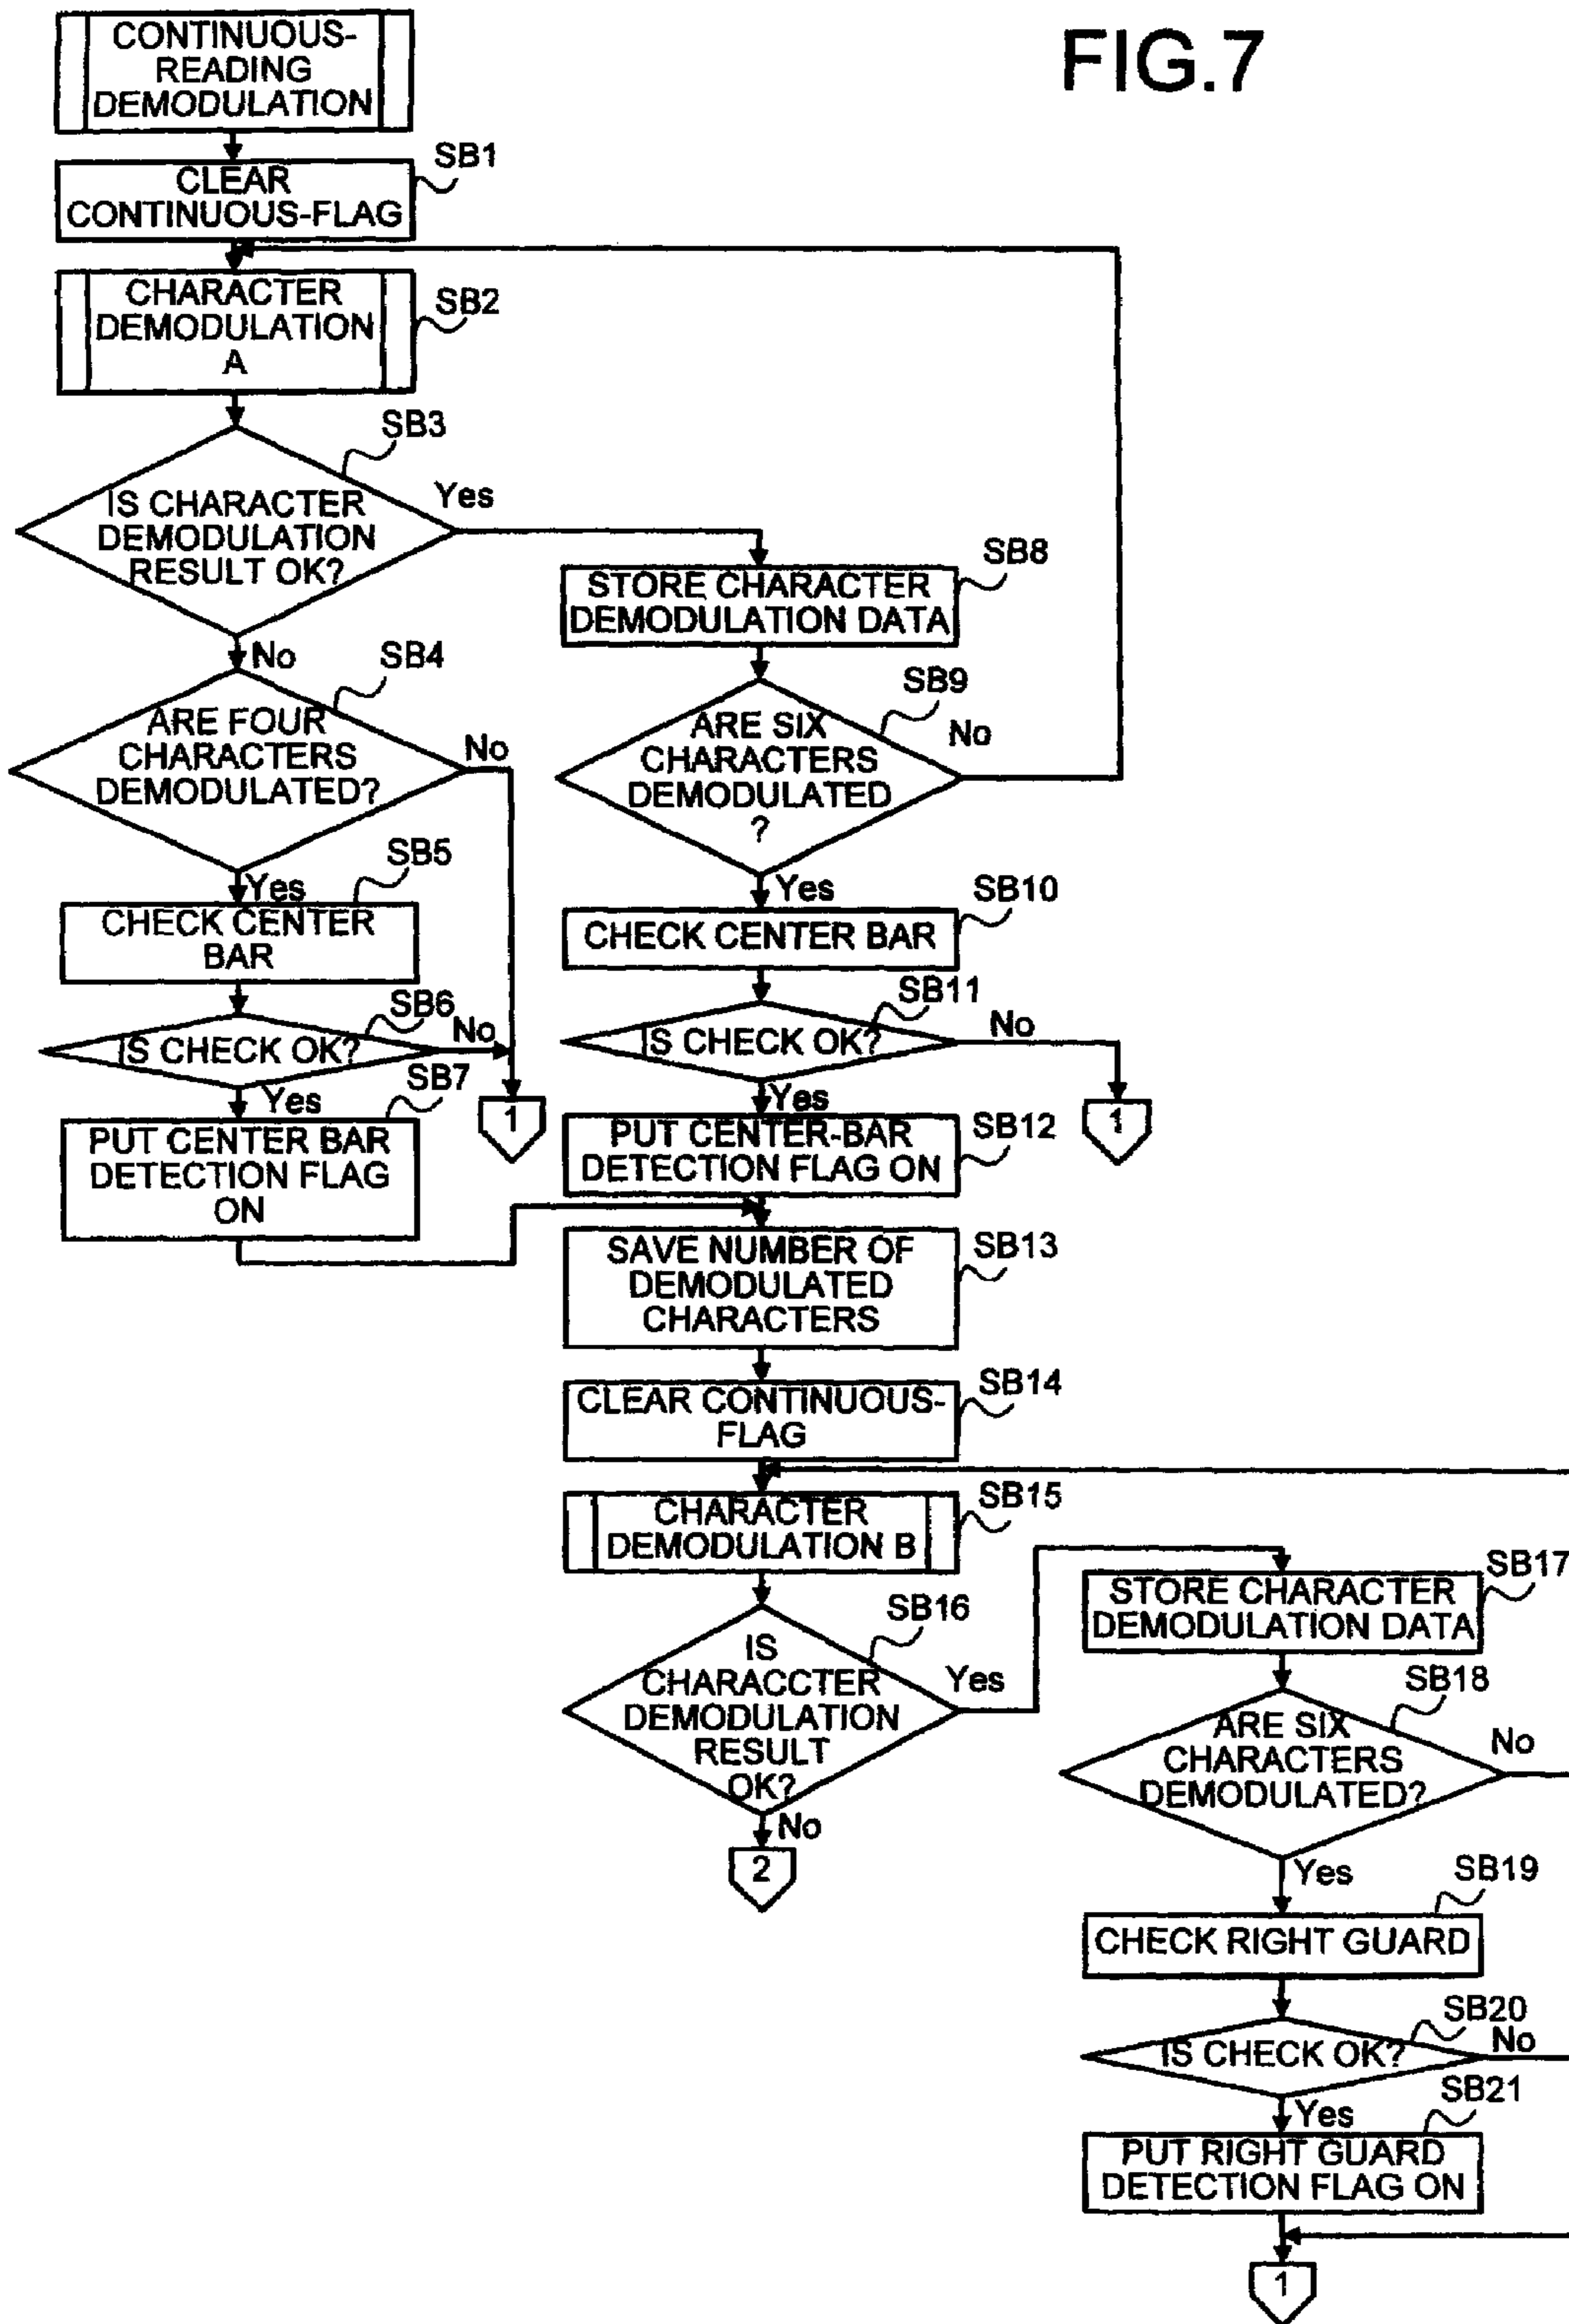 FIG.7
CONTINUOUS-
READING
DEMODULATION
SB1
CLEAR
CONTINUOUS-FLAG
SB2
CHARACTER
DEMODULATION
A
SB3
IS CHARACTER
DEMODULATION
RESULT OK?
Yes
No
SB4
ARE FOUR
CHARACTERS
DEMODULATED?
No
Yes
SB5
CHECK CENTER
BAR
SB6
IS CHECK OK?
No
Yes
SB7
PUT CENTER BAR
DETECTION FLAG
ON
1
SB8
STORE CHARACTER
DEMODULATION DATA
SB9
ARE SIX
CHARACTERS
DEMODULATED
?
No
Yes
SB10
CHECK CENTER BAR
SB11
IS CHECK OK?
No
Yes
1
SB12
PUT CENTER-BAR
DETECTION FLAG ON
SB13
SAVE NUMBER OF
DEMODULATED
CHARACTERS
SB14
CLEAR CONTINUOUS-
FLAG
SB15
CHARACTER
DEMODULATION B
SB16
IS
CHARACCTER
DEMODULATION
RESULT
OK?
Yes
No
2
SB17
STORE CHARACTER
DEMODULATION DATA
SB18
ARE SIX
CHARACTERS
DEMODULATED?
No
Yes
SB19
CHECK RIGHT GUARD
SB20
IS CHECK OK?
No
Yes
SB21
PUT RIGHT GUARD
DETECTION FLAG ON
1